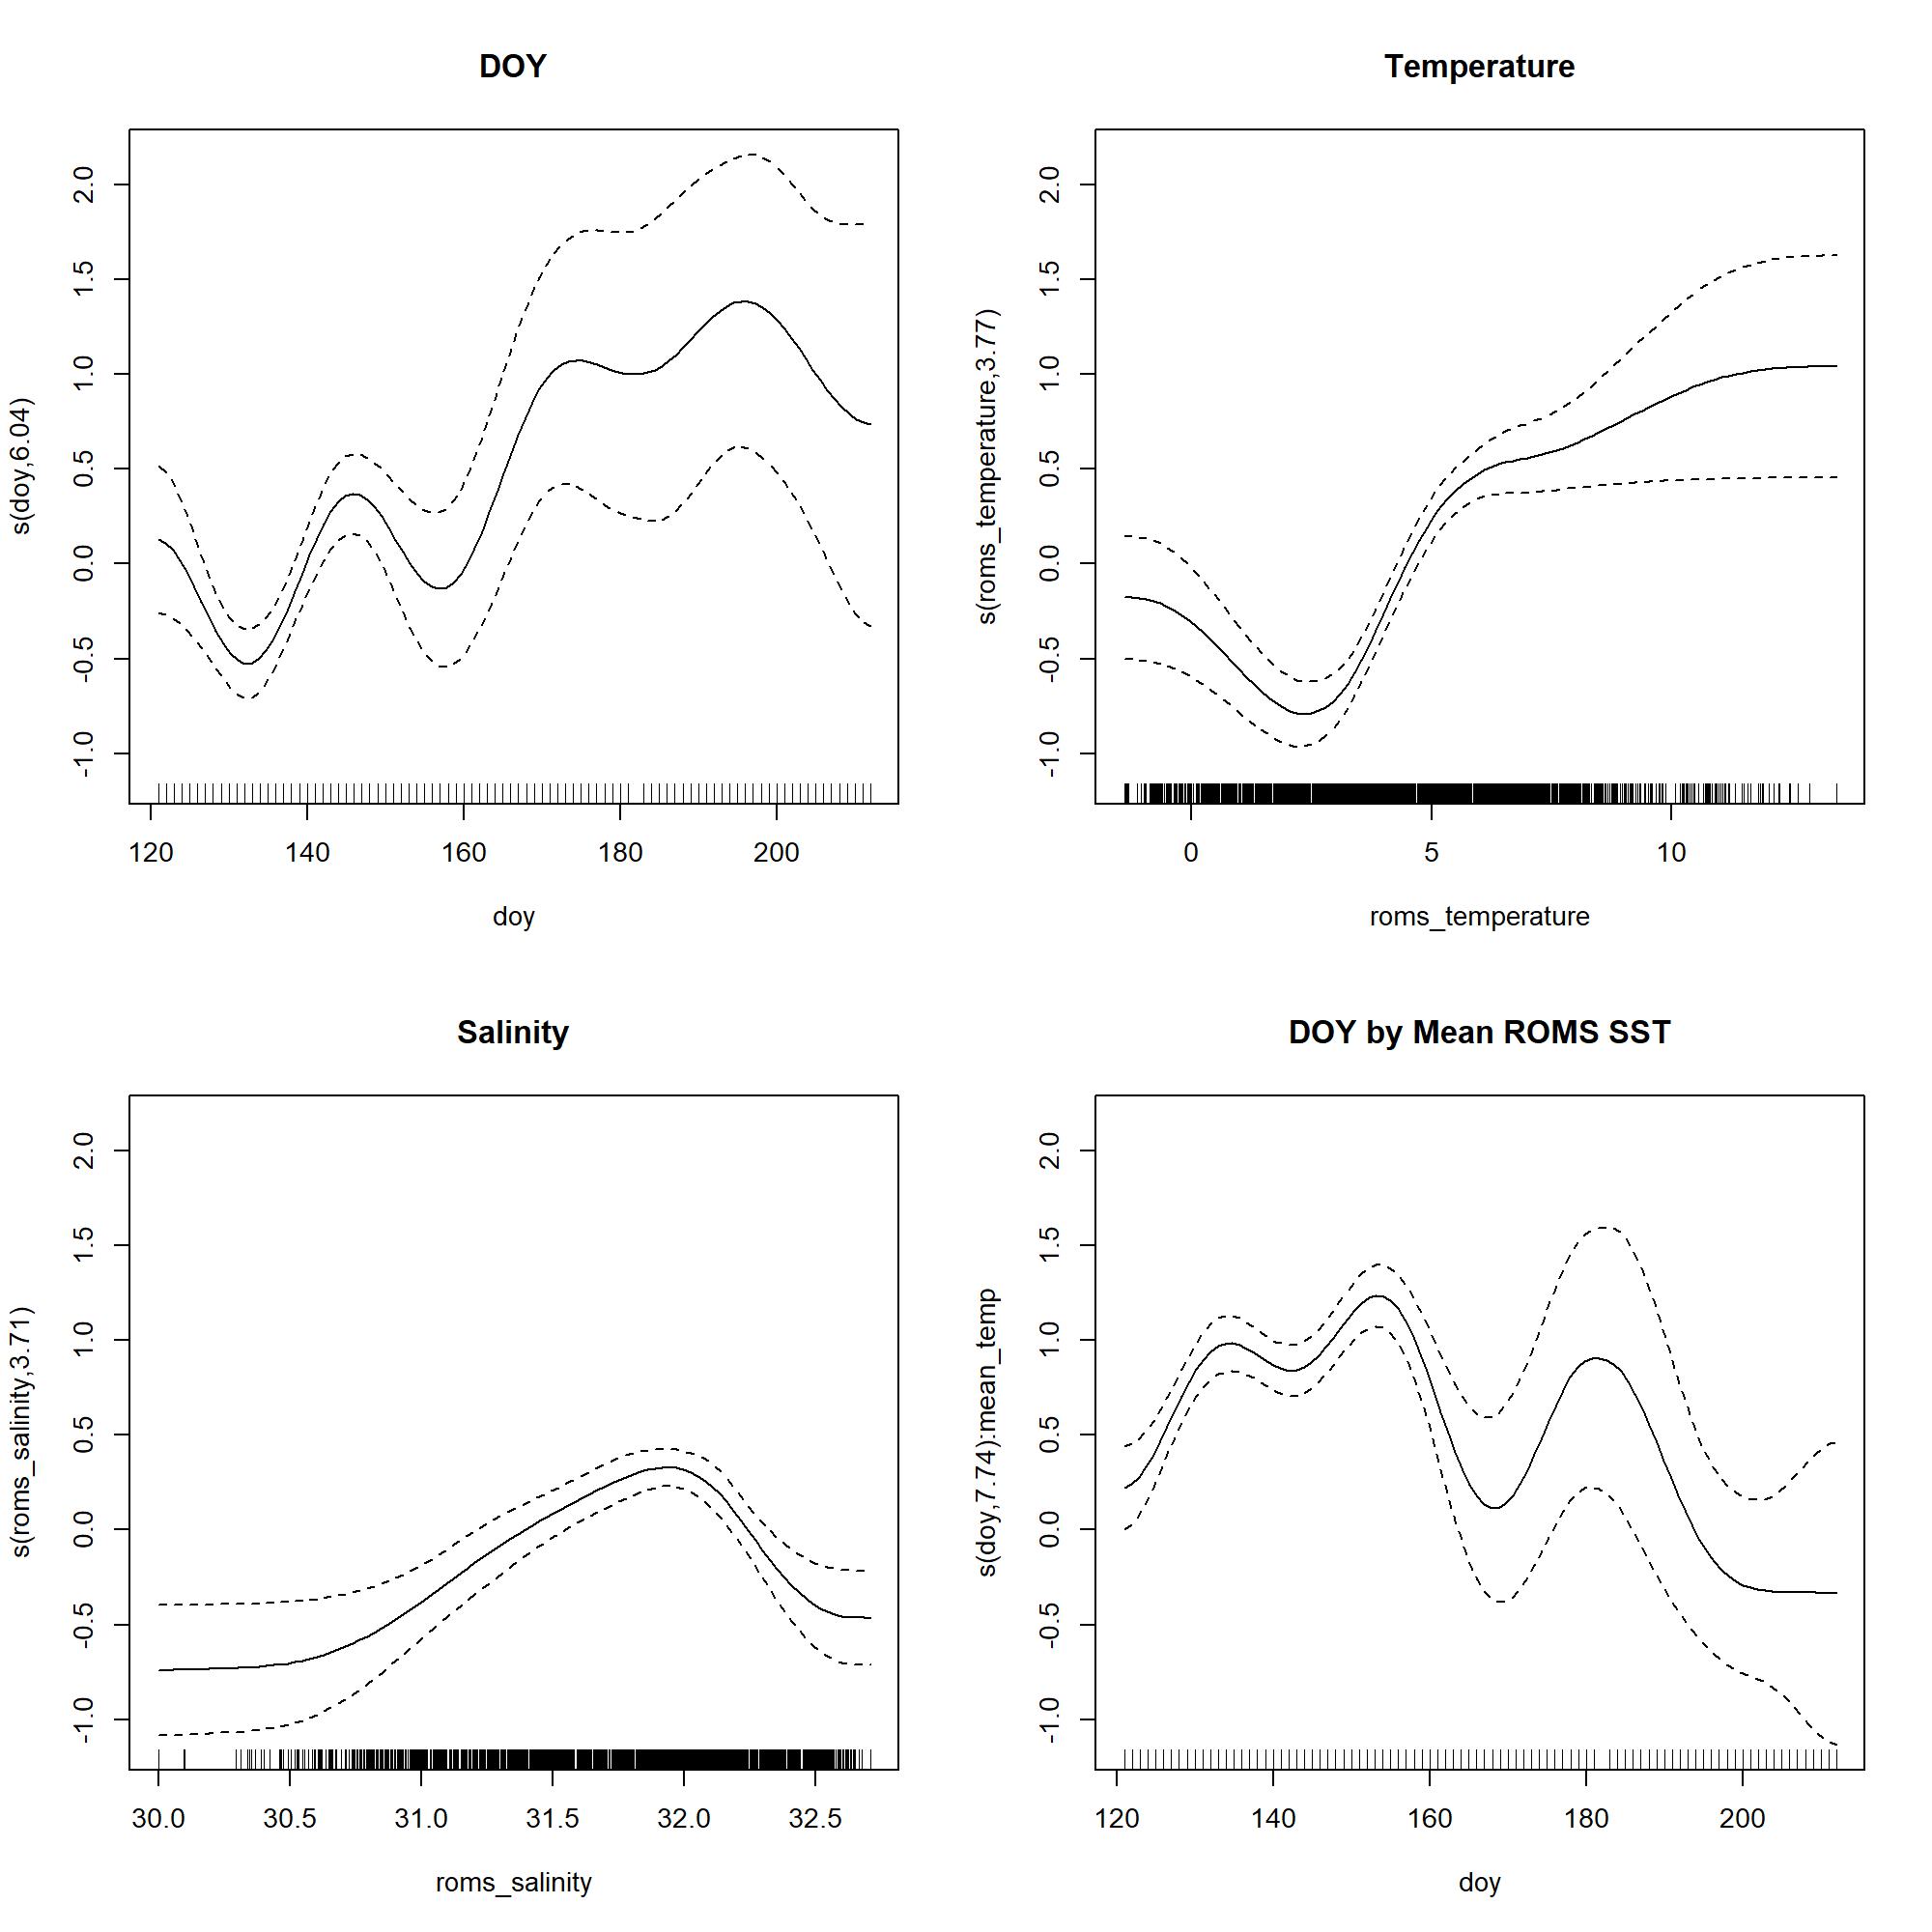 DOY
s(doy,6.04)
2.0
1.5
1.0
0.5
0.0
-0.5
-1.0
120 140 160 180 200
doy
Temperature
s(roms_temperature,3.77)
2.0
1.5
1.0
0.5
0.0
-0.5
-1.0
0 5 10
roms_temperature
Salinity
s(roms_salinity,3.71)
2.0
1.5
1.0
0.5
0.0
-0.5
-1.0
30.0 30.5 31.0 31.5 32.0 32.5
roms_salinity
DOY by Mean ROMS SST
s(doy,7.74):mean_temp
2.0
1.5
1.0
0.5
0.0
-0.5
-1.0
120 140 160 180 200
doy